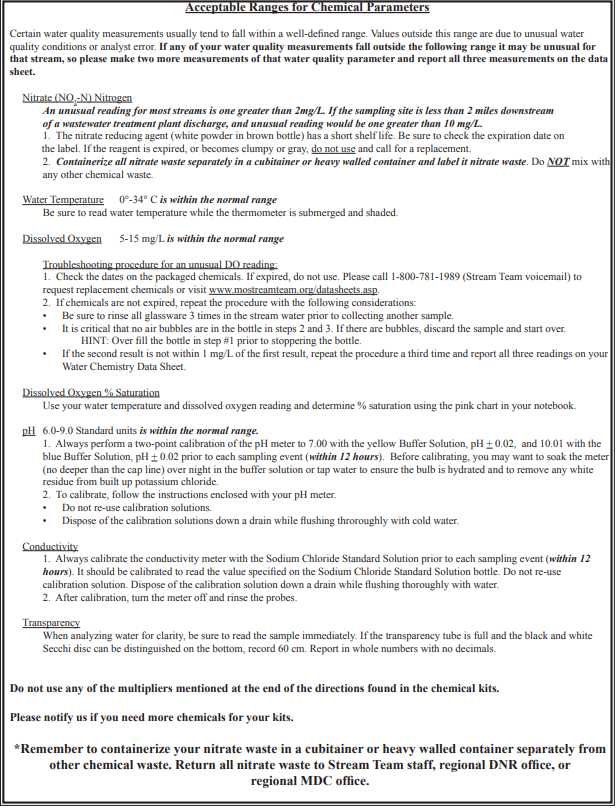 Acceptable Ranges for Chemical Parameters
Certain water quality measurements usually tend to fall within a well-defined range. Values outside this range are due to unusual water
quality conditions or analyst error. If any of your water quality measurements fall outside the following range it may be unusual for
that stream, so please make two more measurements of that water quality parameter and report all three measurements on the data
sheet.
Nitrate (NO3-N) Nitrogen
An unusual reading for most streams is one greater than 2mg/L. If the sampling site is less than 2 miles downstream
of a wastewater treatment plant discharge, and unusual reading would be one greater than 10 mg/L.
1. The nitrate reducing agent (white powder in brown bottle) has a short shelf life. Be sure to check the expiration date on
the label. If the reagent is expired, or becomes clumpy or gray, do not use and call for a replacement.
2. Containerize all nitrate waste separately in a cubitainer or heavy walled container and label it nitrate waste. Do NOT mix with
any other chemical waste.
Water Temperature 0°-34° C is within the normal range
Be sure to read water temperature while the thermometer is submerged and shaded.
Dissolved Oxygen 5-15 mg/L is within the normal range
Troubleshooting procedure for an unusual DO reading:
1. Check the dates on the packaged chemicals. If expired, do not use. Please call 1-800-781-1989 (Stream Team voicemail) to
request replacement chemicals or visit www.mostreamteam.org/datasheets.asp.
2. If chemicals are not expired, repeat the procedure with the following considerations:
• Be sure to rinse all glassware 3 times in the stream water prior to collecting another sample.
• It is critical that no air bubbles are in the bottle in steps 2 and 3. If there are bubbles, discard the sample and start over.
HINT: Over fill the bottle in step #1 prior to stoppering the bottle.
• If the second result is not within 1 mg/L of the first result, repeat the procedure a third time and report all three readings on your
Water Chemistry Data Sheet.
Dissolved Oxygen % Saturation
Use your water temperature and dissolved oxygen reading and determine % saturation using the pink chart in your notebook.
pH 6.0-9.0 Standard units is within the normal range.
1. Always perform a two-point calibration of the pH meter to 7.00 with the yellow Buffer Solution, pH ± 0.02, and 10.01 with the
blue Buffer Solution, pH ± 0.02 prior to each sampling event (within 12 hours). Before calibrating, you may want to soak the meter
(no deeper than the cap line) over night in the buffer solution or tap water to ensure the bulb is hydrated and to remove any white
residue from built up potassium chloride.
2. To calibrate, follow the instructions enclosed with your pH meter.
• Do not re-use calibration solutions.
• Dispose of the calibration solutions down a drain while flushing throroughly with cold water.
Conductivity
1. Always calibrate the conductivity meter with the Sodium Chloride Standard Solution prior to each sampling event (within 12
hours). It should be calibrated to read the value specified on the Sodium Chloride Standard Solution bottle. Do not re-use
calibration solution. Dispose of the calibration solution down a drain while flushing thoroughly with water.
2. After calibration, turn the meter off and rinse the probes.
Transparency
When analyzing water for clarity, be sure to read the sample immediately. If the transparency tube is full and the black and white
Secchi disc can be distinguished on the bottom, record 60 cm. Report in whole numbers with no decimals.
Do not use any of the multipliers mentioned at the end of the directions found in the chemical kits.
Please notify us if you need more chemicals for your kits.
*Remember to containerize your nitrate waste in a cubitainer or heavy walled container separately from
other chemical waste. Return all nitrate waste to Stream Team staff, regional DNR office, or
regional MDC office.